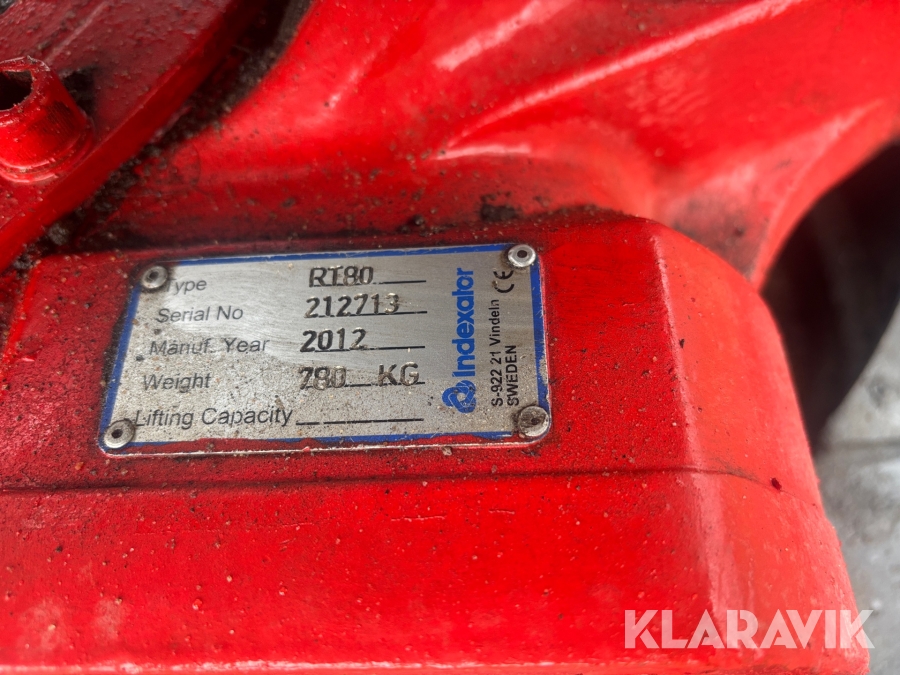 Type RT80
Serial No 212713
Manuf. Year 2012
Weight 280 KG
Lifting Capacity
Indexator
S-922 21 Vindeln CE
SWEDEN
KLARAVIK